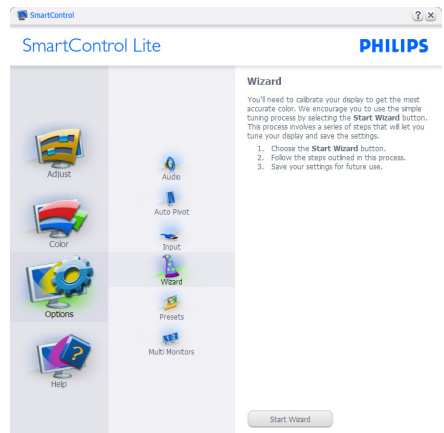 SmartControl
? x
SmartControl Lite
PHILIPS
Adjust
Color
Options
Help
Audio
Auto Pivot
Input
Wizard
Presets
Multi Monitors
Wizard
You'll need to calibrate your display to get the most
accurate color. We encourage you to use the simple
tuning process by selecting the Start Wizard button.
This process involves a series of steps that will let you
tune your display and save the settings.
1. Choose the Start Wizard button.
2. Follow the steps outlined in this process.
3. Save your settings for future use.
Start Wizard